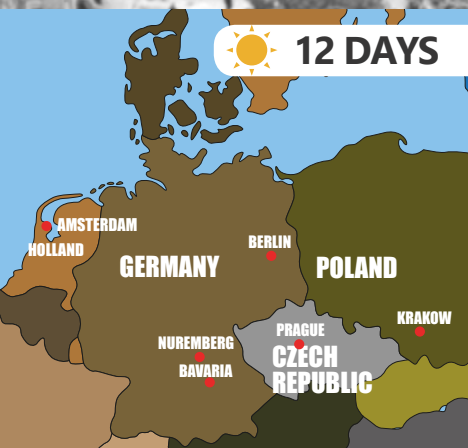 12 DAYS
AMSTERDAM
HOLLAND
BERLIN
GERMANY
POLAND
KRAKOW
PRAGUE
NUREMBERG
CZECH
REPUBLIC
BAVARIA